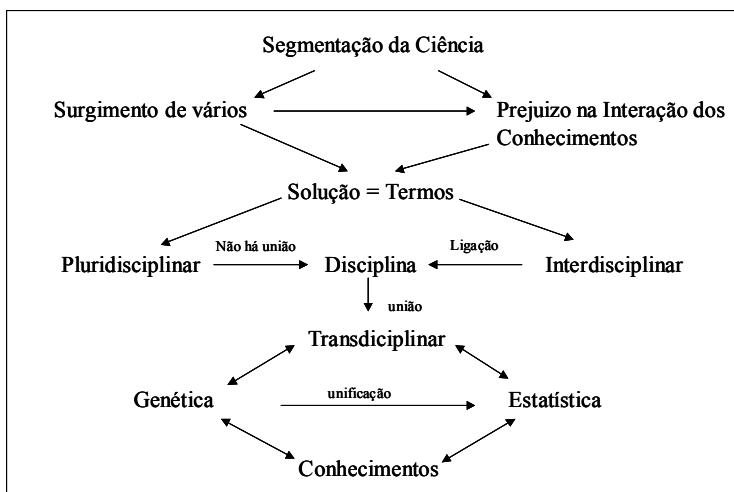 Segmentação da Ciência
Surgimento de vários
Prejuizo na Interação dos
Conhecimentos
Solução = Termos
Pluridisciplinar
Não há união
Disciplina
Ligação
Interdisciplinar
união
Transdiciplinar
Genética
unificação
Estatística
Conhecimentos